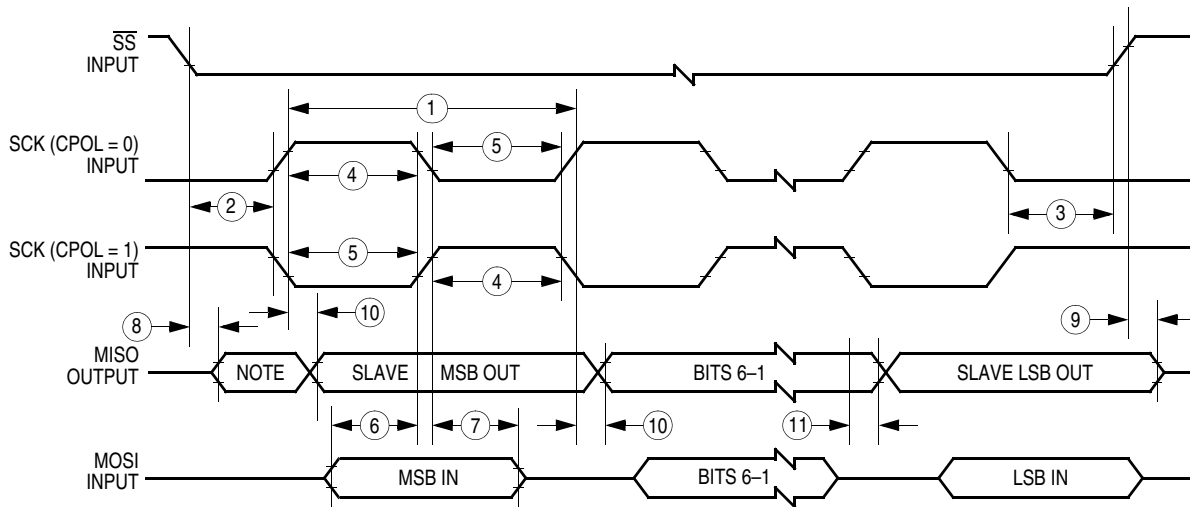 SS
INPUT
1
SCK (CPOL = 0)
INPUT
5
4
2
3
SCK (CPOL = 1)
INPUT
5
4
8
10
9
MISO
OUTPUT
NOTE
SLAVE
MSB OUT
BITS 6–1
SLAVE LSB OUT
6
7
10
11
MOSI
INPUT
MSB IN
BITS 6–1
LSB IN